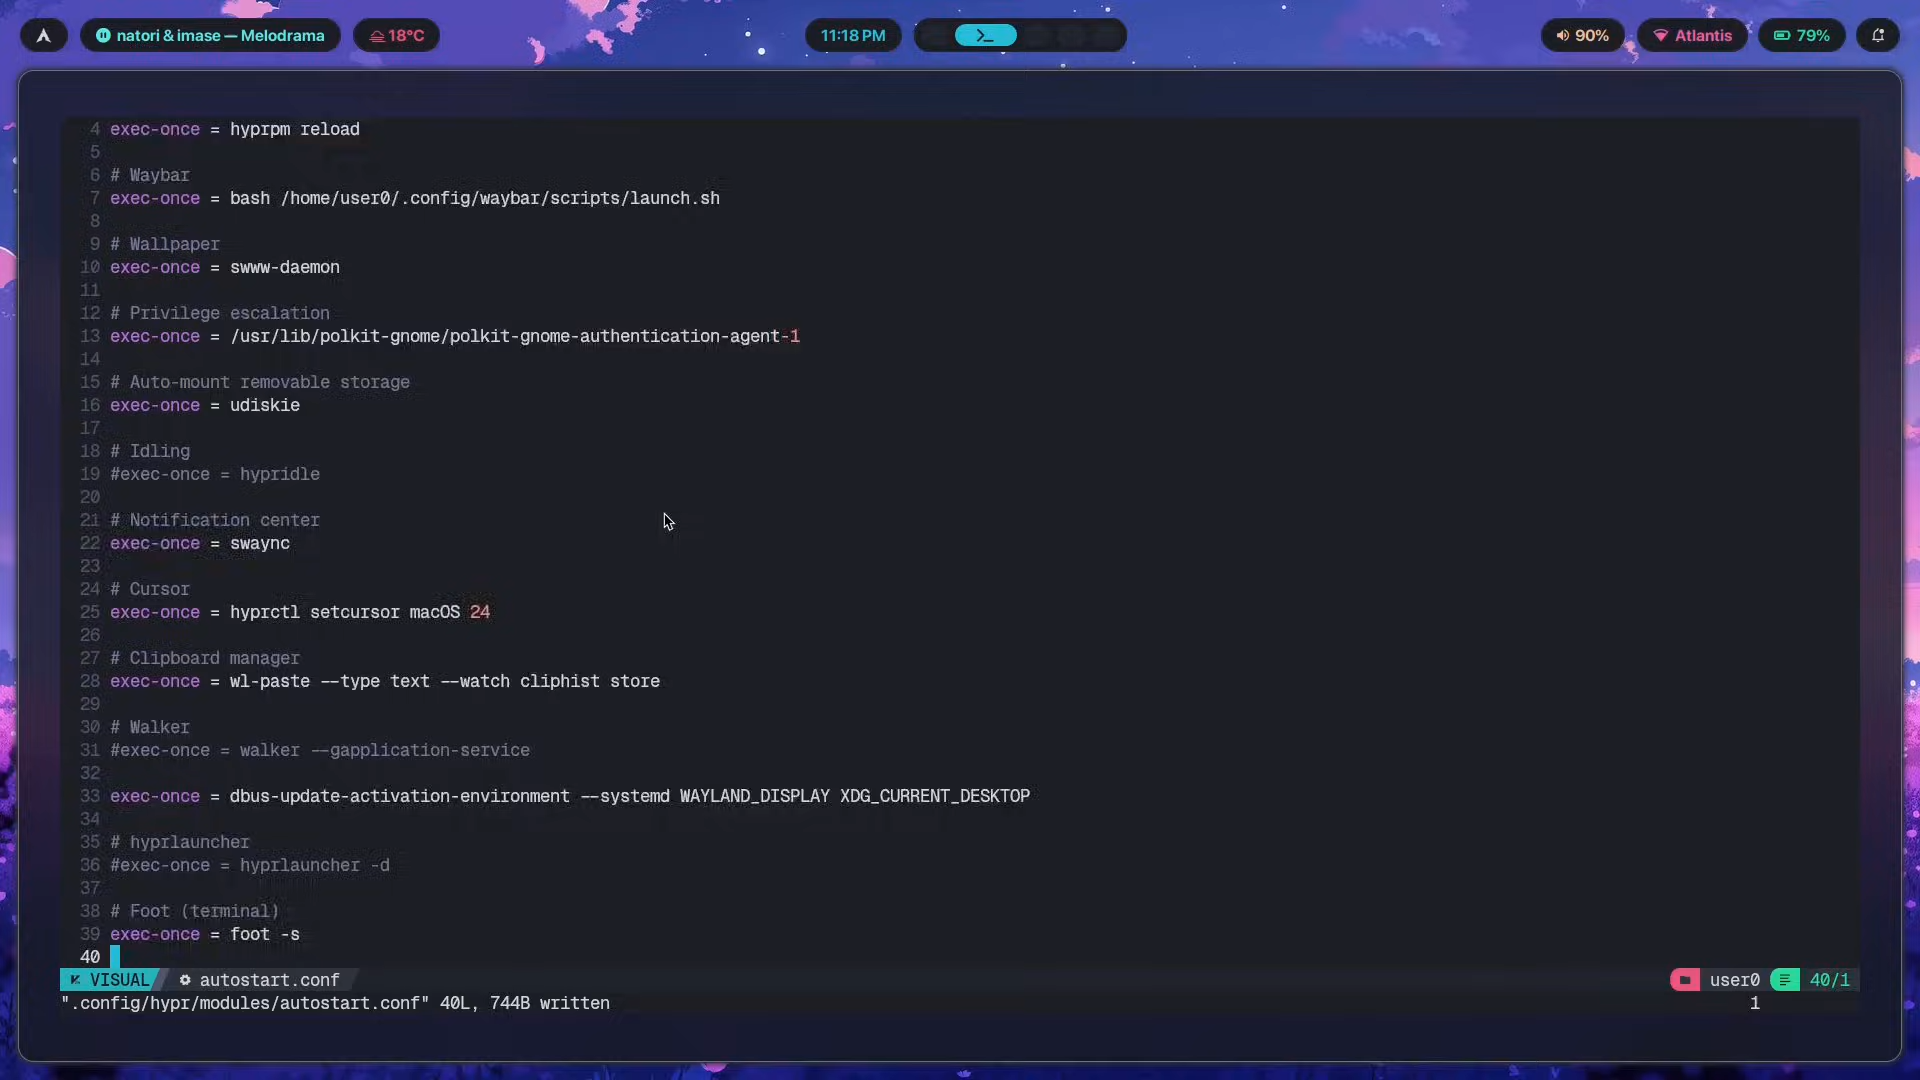 natori & imase — Melodrama
18°C
11:18 PM
>_
90%
Atlantis
79%
4 exec-once = hyprpm reload
5
6 # Waybar
7 exec-once = bash /home/user0/.config/waybar/scripts/launch.sh
8
9 # Wallpaper
10 exec-once = swww-daemon
11
12 # Privilege escalation
13 exec-once = /usr/lib/polkit-gnome/polkit-gnome-authentication-agent-1
14
15 # Auto-mount removable storage
16 exec-once = udiskie
17
18 # Idling
19 #exec-once = hypridle
20
21 # Notification center
22 exec-once = swaync
23
24 # Cursor
25 exec-once = hyprctl setcursor macOS 24
26
27 # Clipboard manager
28 exec-once = wl-paste --type text --watch cliphist store
29
30 # Walker
31 #exec-once = walker --gapplication-service
32
33 exec-once = dbus-update-activation-environment --systemd WAYLAND_DISPLAY XDG_CURRENT_DESKTOP
34
35 # hyprlauncher
36 #exec-once = hyprlauncher -d
37
38 # Foot (terminal)
39 exec-once = foot -s
40
VISUAL autostart.conf user0 40/1
".config/hypr/modules/autostart.conf" 40L, 744B written 1